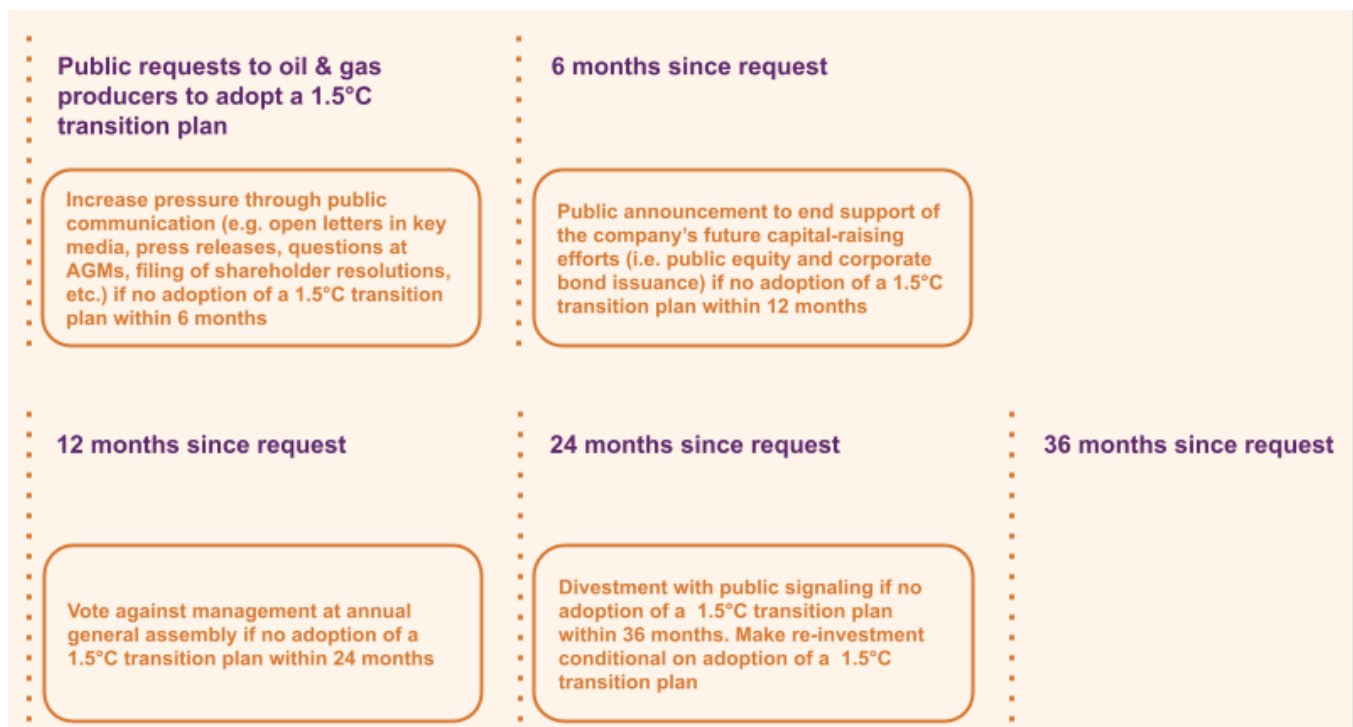 Public requests to oil & gas
producers to adopt a 1.5°C
transition plan
Increase pressure through public
communication (e.g. open letters in key
media, press releases, questions at
AGMs, filing of shareholder resolutions,
etc.) if no adoption of a 1.5°C transition
plan within 6 months
6 months since request
Public announcement to end support of
the company’s future capital-raising
efforts (i.e. public equity and corporate
bond issuance) if no adoption of a 1.5°C
transition plan within 12 months
12 months since request
Vote against management at annual
general assembly if no adoption of a
1.5°C transition plan within 24 months
24 months since request
Divestment with public signaling if no
adoption of a 1.5°C transition plan
within 36 months. Make re-investment
conditional on adoption of a 1.5°C
transition plan
36 months since request